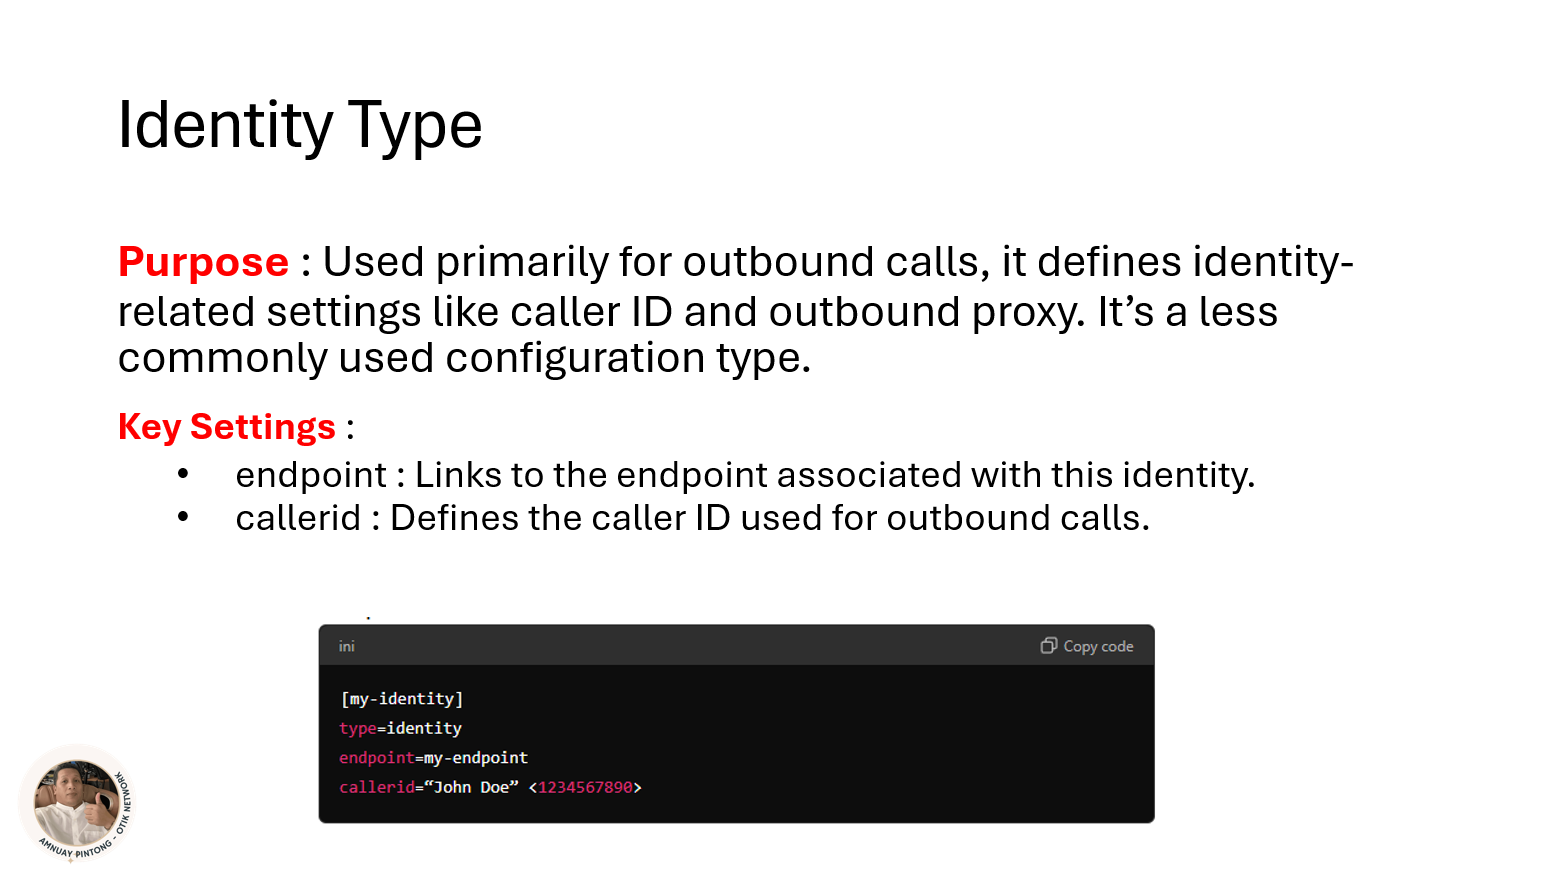 Identity Type
Purpose : Used primarily for outbound calls, it defines identity-
related settings like caller ID and outbound proxy. It’s a less
commonly used configuration type.
Key Settings :
• endpoint : Links to the endpoint associated with this identity.
• callerid : Defines the caller ID used for outbound calls.
ini
Copy code
[my-identity]
type=identity
endpoint=my-endpoint
callerid=“John Doe” <1234567890>
AMNUAY PINTONG - OTIK NETWORK